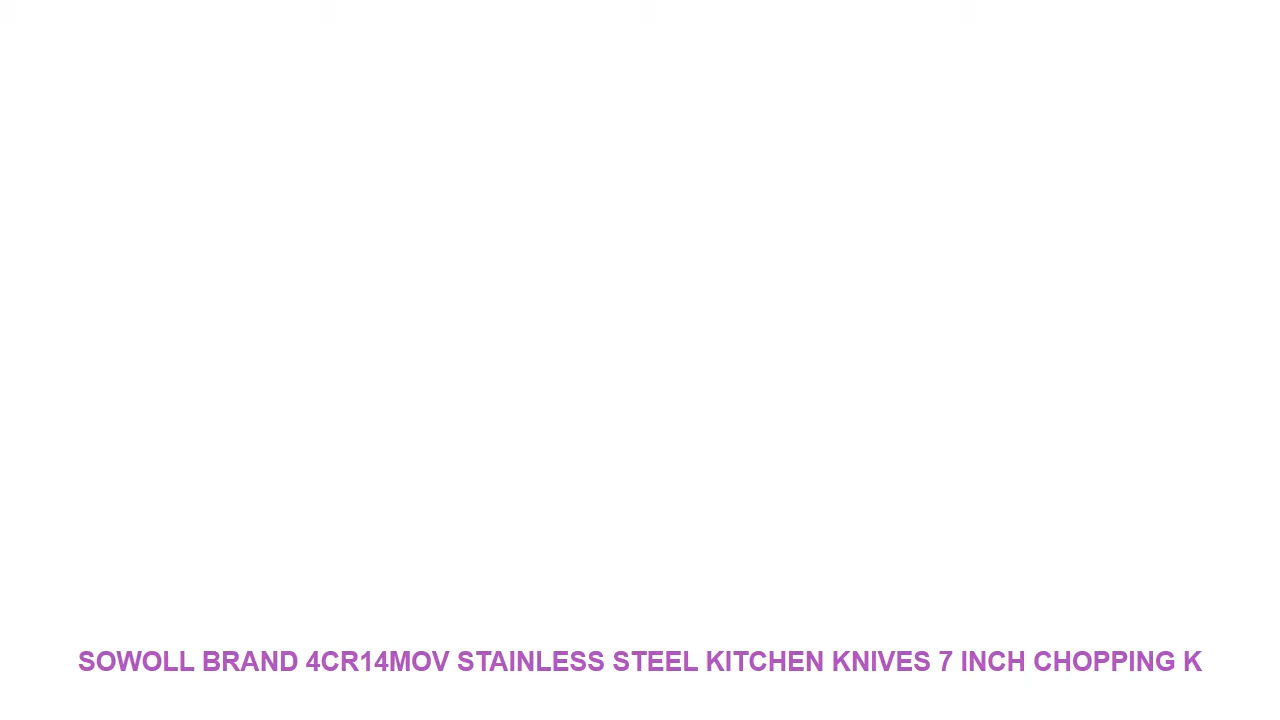 SOWOLL BRAND 4CR14MOV STAINLESS STEEL KITCHEN KNIVES 7 INCH CHOPPING K